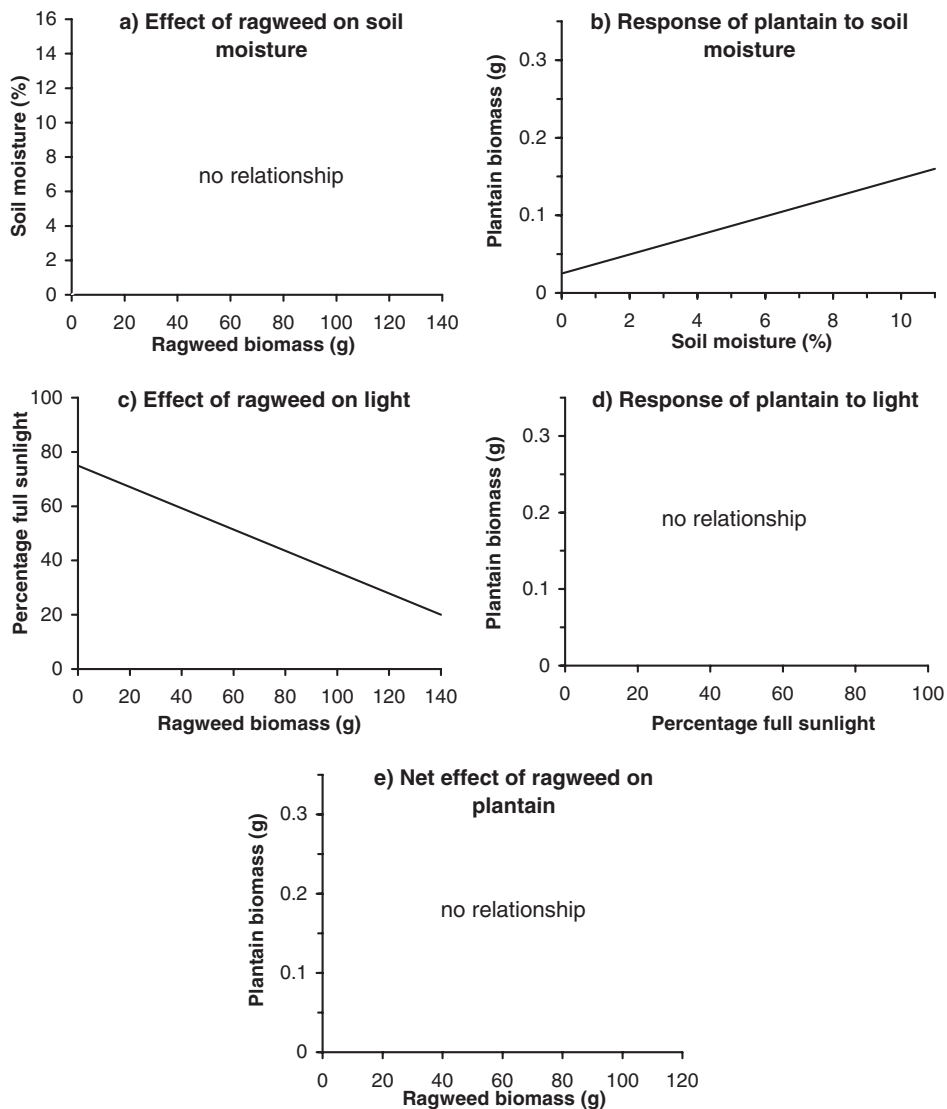 a) Effect of ragweed on soil
moisture
Soil moisture (%)
16
14
12
10
8
6
4
2
0
no relationship
0 20 40 60 80 100 120 140
Ragweed biomass (g)
b) Response of plantain to soil
moisture
Plantain biomass (g)
0.3
0.2
0.1
0
0 2 4 6 8 10
Soil moisture (%)
c) Effect of ragweed on light
Percentage full sunlight
100
80
60
40
20
0
0 20 40 60 80 100 120 140
Ragweed biomass (g)
d) Response of plantain to light
Plantain biomass (g)
0.3
0.2
0.1
0
no relationship
0 20 40 60 80 100
Percentage full sunlight
e) Net effect of ragweed on
plantain
Plantain biomass (g)
0.3
0.2
0.1
0
no relationship
0 20 40 60 80 100 120
Ragweed biomass (g)